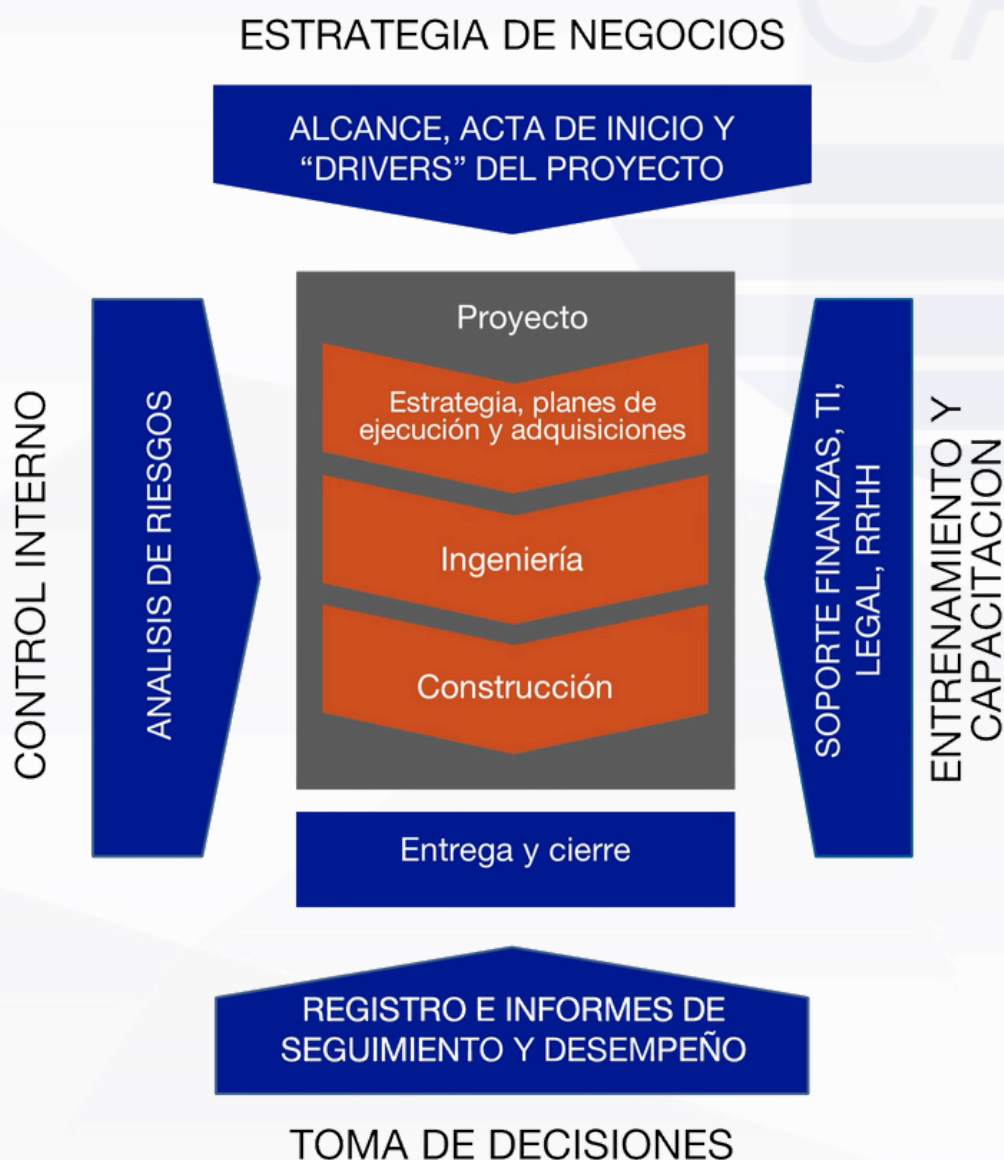 ESTRATEGIA DE NEGOCIOS
ALCANCE, ACTA DE INICIO Y
“DRIVERS” DEL PROYECTO
CONTROL INTERNO
ANALISIS DE RIESGOS
Proyecto
Estrategia, planes de
ejecución y adquisiciones
Ingeniería
Construcción
Entrega y cierre
SOPORTE FINANZAS, TI,
LEGAL, RRHH
ENTRENAMIENTO Y
CAPACITACION
REGISTRO E INFORMES DE
SEGUIMIENTO Y DESEMPEÑO
TOMA DE DECISIONES